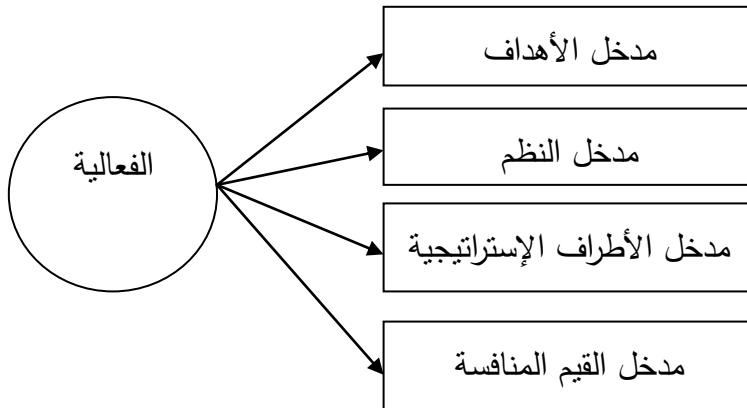 الفعالية
مدخل الأهداف
مدخل النظم
مدخل الأطراف الإستراتيجية
مدخل القيم المنافسة